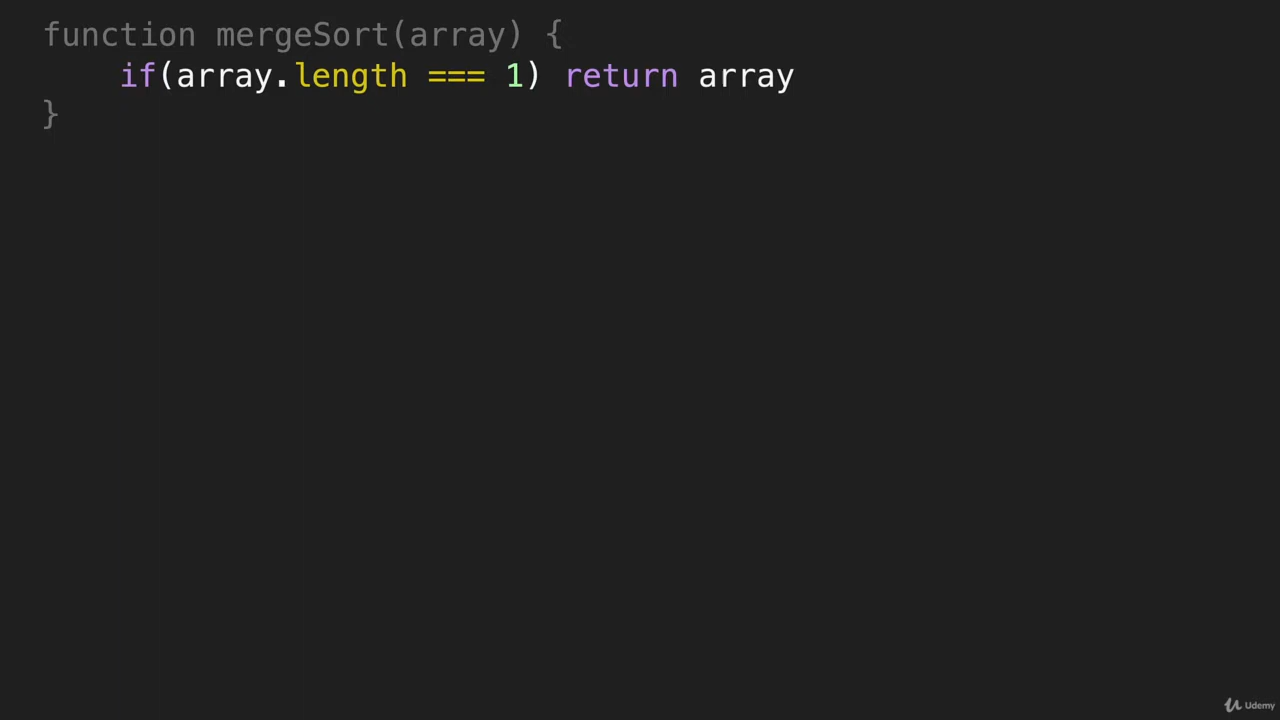 function mergeSort(array) {
    if(array.length === 1) return array
}
Udemy